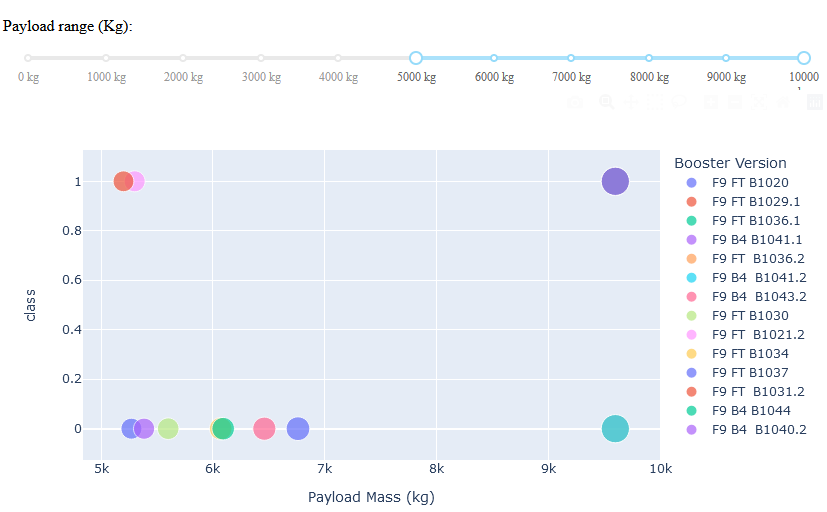 Payload range (Kg):
0 kg 1000 kg 2000 kg 3000 kg 4000 kg 5000 kg 6000 kg 7000 kg 8000 kg 9000 kg 10000
Booster Version
F9 FT B1020
F9 FT B1029.1
F9 FT B1036.1
F9 B4 B1041.1
F9 FT  B1036.2
F9 B4  B1041.2
F9 B4  B1043.2
F9 FT B1030
F9 FT  B1021.2
F9 FT B1034
F9 FT B1037
F9 FT  B1031.2
F9 B4 B1044
F9 B4  B1040.2
class
1
0.8
0.6
0.4
0.2
0
5k 6k 7k 8k 9k 10k
Payload Mass (kg)